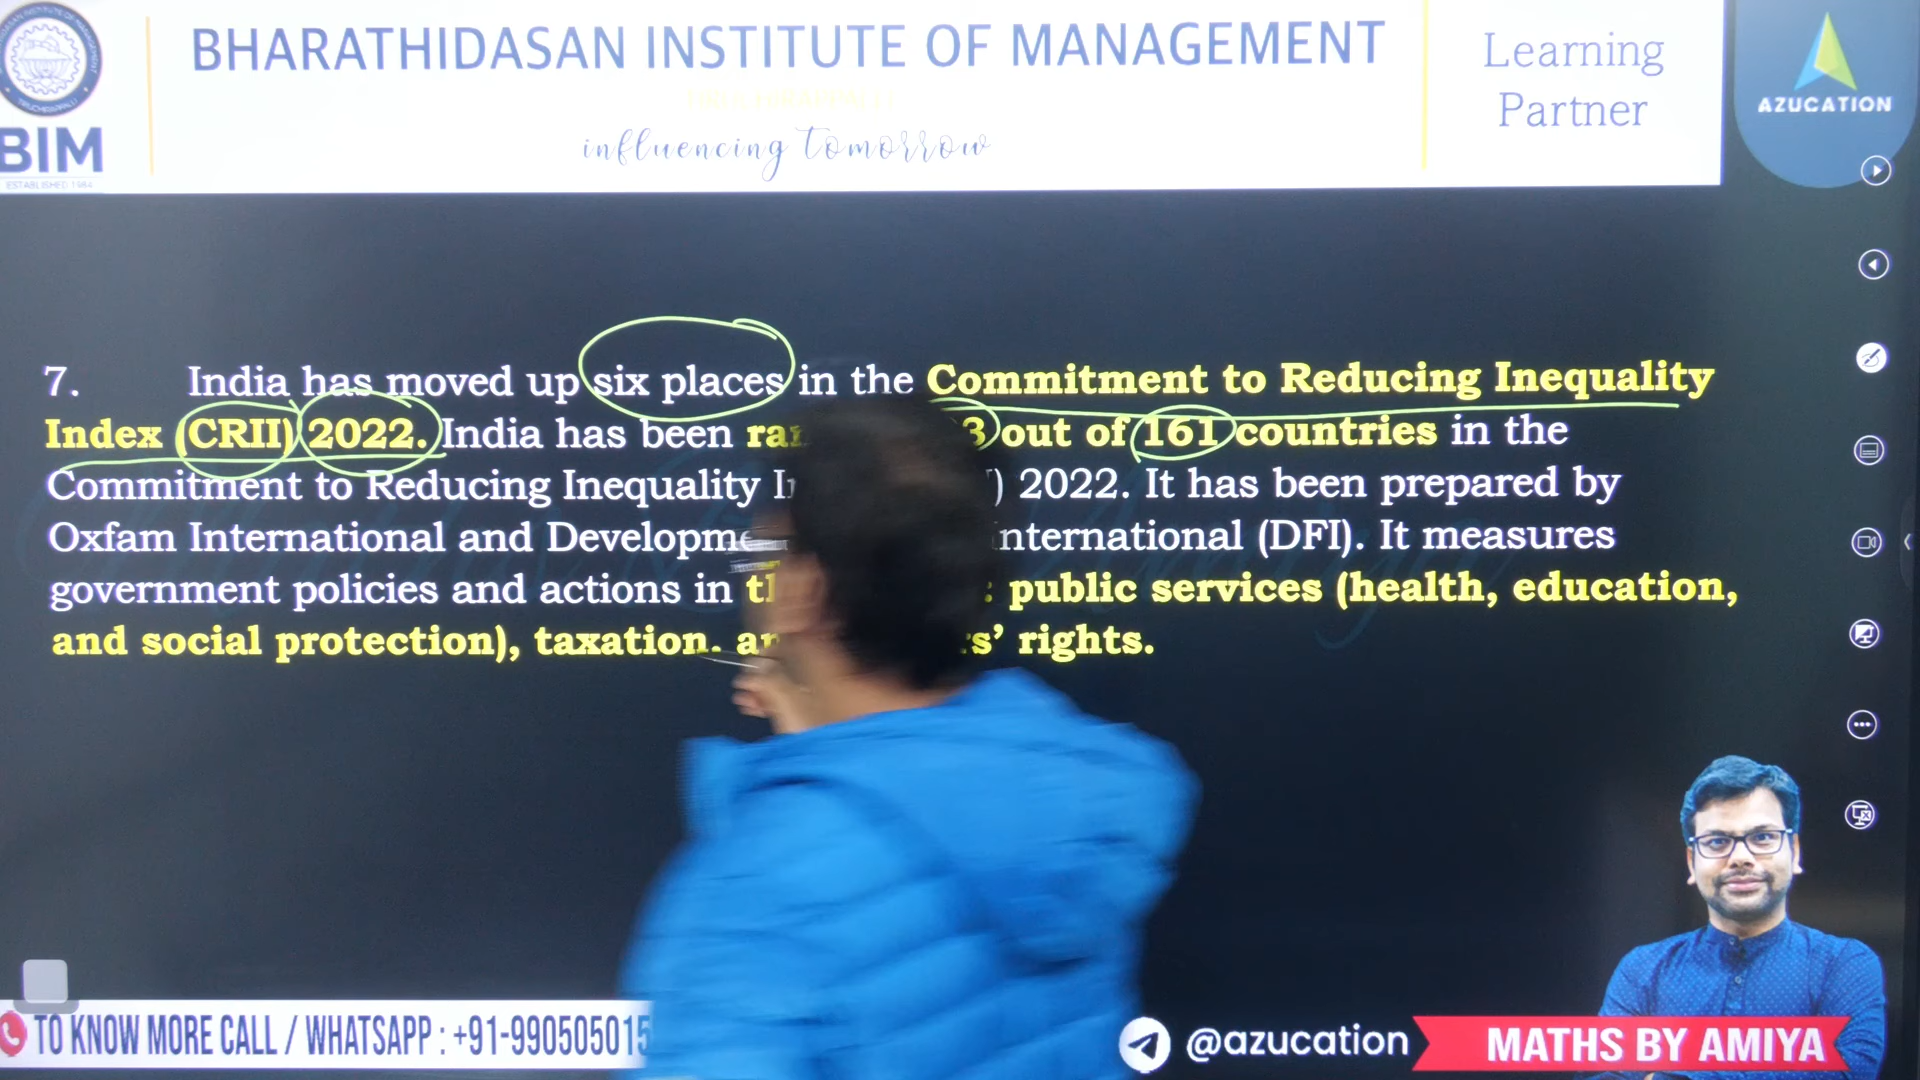 BHARATHIDASAN INSTITUTE OF MANAGEMENT
influencing tomorrow
Learning
Partner
AZUCATION
BIM
ESTABLISHED 1984
7. India has moved up six places in the Commitment to Reducing Inequality
Index (CRII) 2022. India has been out of 161 countries in the
Commitment to Reducing Inequality ) 2022. It has been prepared by
Oxfam International and (DFI). It measures
government policies and actions in : public services (health, education,
and social protection), taxation, rights.
TO KNOW MORE CALL / WHATSAPP : +91-990505015
@azucation
MATHS BY AMIYA